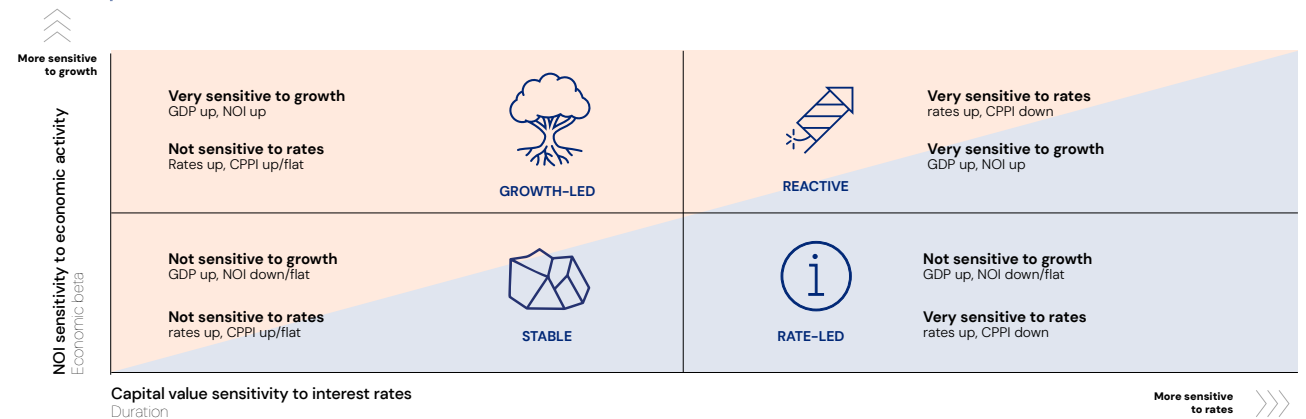 More sensitive
to growth
NOI sensitivity to economic activity
Economic beta
Very sensitive to growth
GDP up, NOI up
Not sensitive to rates
Rates up, CPPI up/flat
GROWTH-LED
REACTIVE
Very sensitive to rates
rates up, CPPI down
Very sensitive to growth
GDP up, NOI up
Not sensitive to growth
GDP up, NOI down/flat
Not sensitive to rates
rates up, CPPI up/flat
STABLE
i
RATE-LED
Not sensitive to growth
GDP up, NOI down/flat
Very sensitive to rates
rates up, CPPI down
Capital value sensitivity to interest rates
Duration
More sensitive
to rates